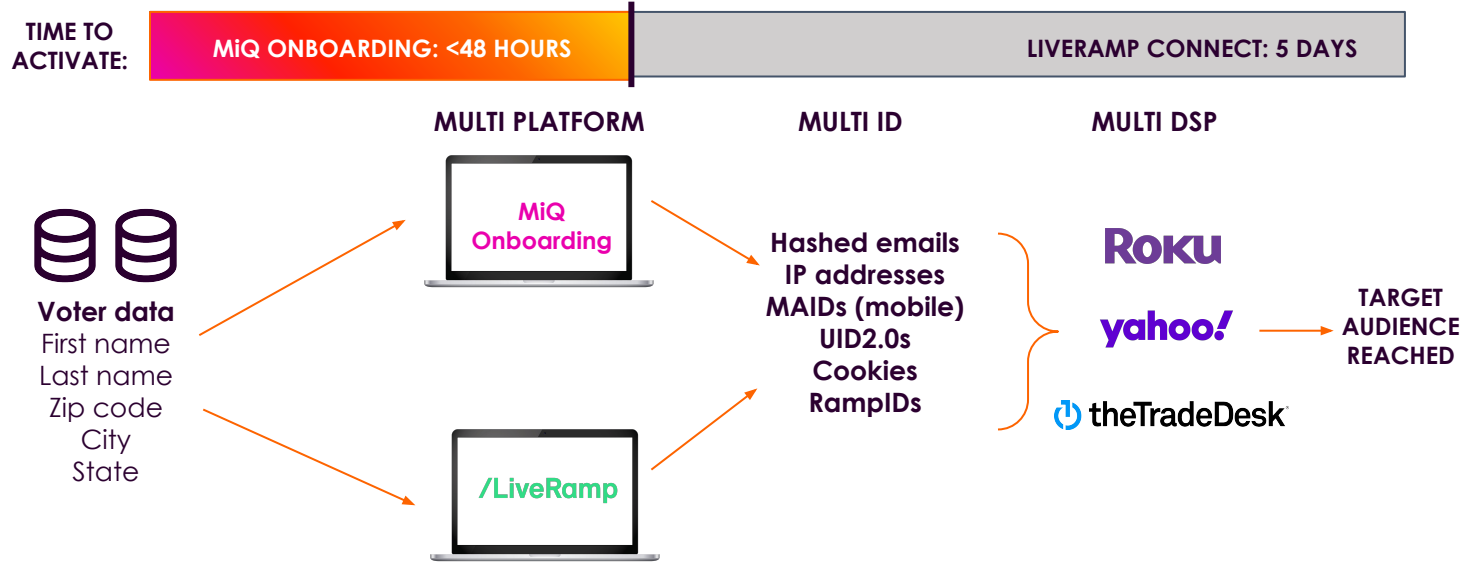 TIME TO
ACTIVATE:
MiQ ONBOARDING: <48 HOURS
LIVERAMP CONNECT: 5 DAYS
MULTI PLATFORM
MULTI ID
MULTI DSP
MiQ
Onboarding
Voter data
First name
Last name
Zip code
City
State
/LiveRamp
Hashed emails
IP addresses
MAIDs (mobile)
UID2.0s
Cookies
RampIDs
ROKU
yahoo!
theTradeDesk
TARGET
AUDIENCE
REACHED